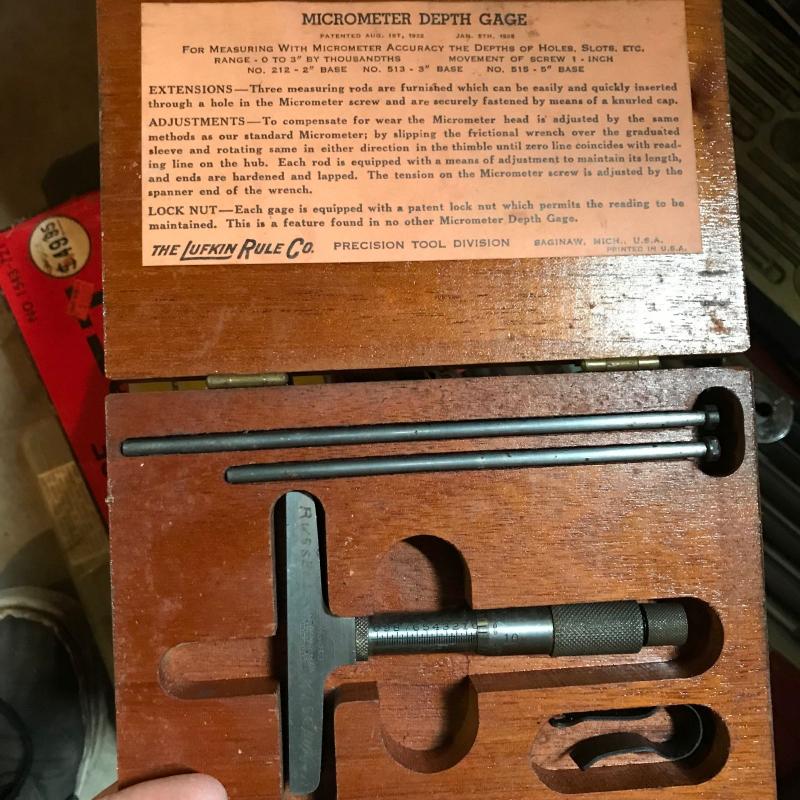 MICROMETER DEPTH GAGE
PATENTED AUG. 1ST, 1922 JAN. 5TH, 1926
FOR MEASURING WITH MICROMETER ACCURACY THE DEPTHS OF HOLES, SLOTS, ETC.
RANGE - 0 TO 3" BY THOUSANDTHS MOVEMENT OF SCREW 1 - INCH
NO. 212 - 2" BASE NO. 513 - 3" BASE NO. 515 - 5" BASE
EXTENSIONS—Three measuring rods are furnished which can be easily and quickly inserted
through a hole in the Micrometer screw and are securely fastened by means of a knurled cap.
ADJUSTMENTS—To compensate for wear the Micrometer head is adjusted by the same
methods as our standard Micrometer; by slipping the frictional wrench over the graduated
sleeve and rotating same in either direction in the thimble until zero line coincides with read-
ing line on the hub. Each rod is equipped with a means of adjustment to maintain its length,
and ends are hardened and lapped. The tension on the Micrometer screw is adjusted by the
spanner end of the wrench.
LOCK NUT—Each gage is equipped with a patent lock nut which permits the reading to be
maintained. This is a feature found in no other Micrometer Depth Gage.
THE LUFKIN RULE CO. PRECISION TOOL DIVISION SAGINAW, MICH., U.S.A.
PRINTED IN U.S.A.
5495
10